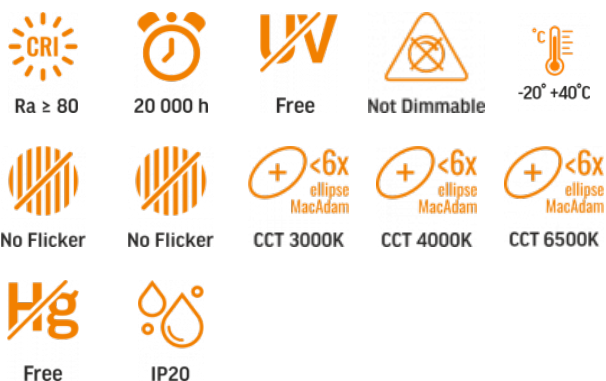 CRI
UV
°C
Ra ≥ 80
20 000 h
Free
Not Dimmable
-20° +40°C
<6x
ellipse
MacAdam
<6x
ellipse
MacAdam
<6x
ellipse
MacAdam
No Flicker
No Flicker
CCT 3000K
CCT 4000K
CCT 6500K
Hg
Free
IP20